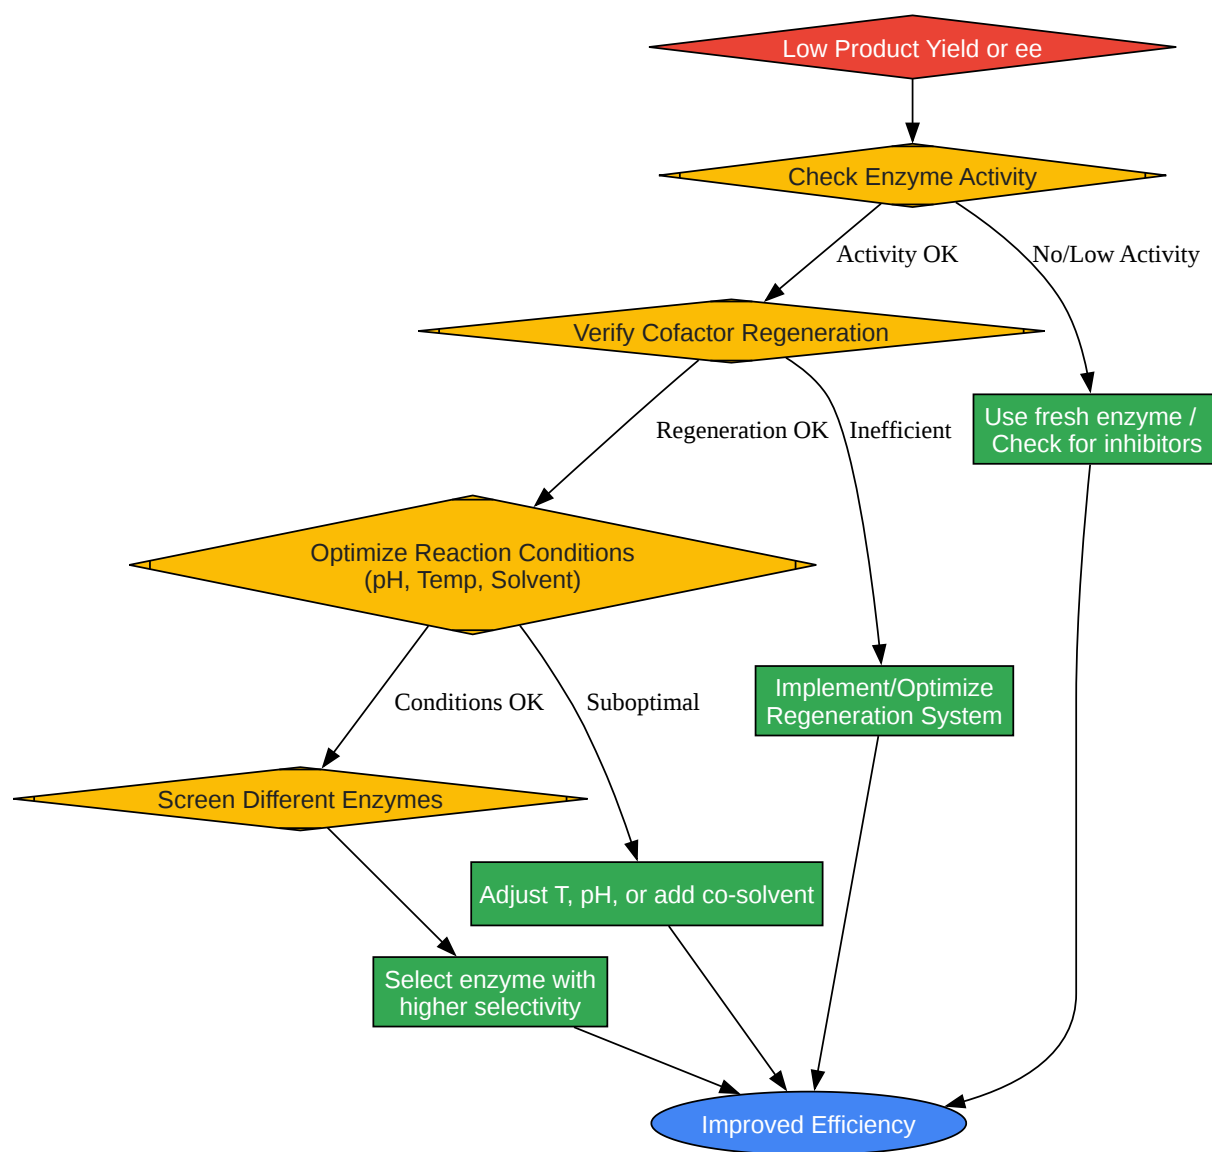 Low Product Yield or ee
Check Enzyme Activity
Activity OK
No/Low Activity
Verify Cofactor Regeneration
Use fresh enzyme /
Check for inhibitors
Regeneration OK
Inefficient
Optimize Reaction Conditions
(pH, Temp, Solvent)
Implement/Optimize
Regeneration System
Conditions OK
Suboptimal
Screen Different Enzymes
Adjust T, pH, or add co-solvent
Select enzyme with
higher selectivity
Improved Efficiency